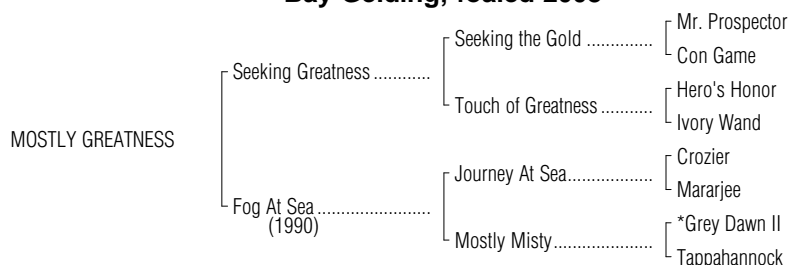 Bay Gelding, foaled
Mr. Prospector
Seeking the Gold ..............
Con Game
Seeking Greatness ............
Hero's Honor
Touch of Greatness ...........
Ivory Wand
MOSTLY GREATNESS
Crozier
Journey At Sea..................
Mararjee
Fog At Sea ........................
(1990)
*Grey Dawn II
Mostly Misty.....................
Tappahannock